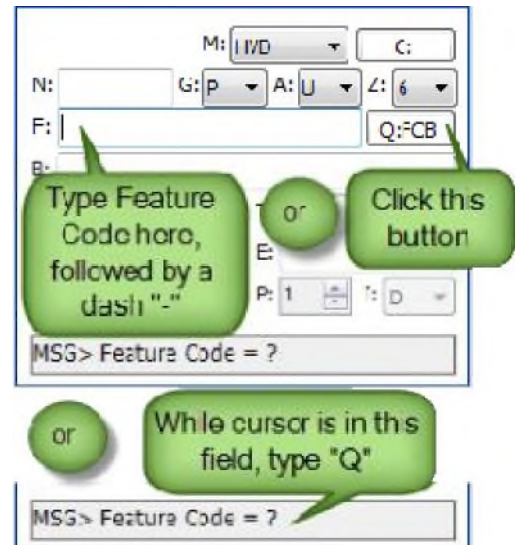 M: HVD C:
N: G: P A: U Z: 6
F: Q:FCB
B:
Type Feature
Code here,
followed by a
dash "-"
or
Click this
button
E:
P: 1 D
MSG> Feature Code = ?
or
While cursor is in this
field, type "Q"
MSG> Feature Code = ?